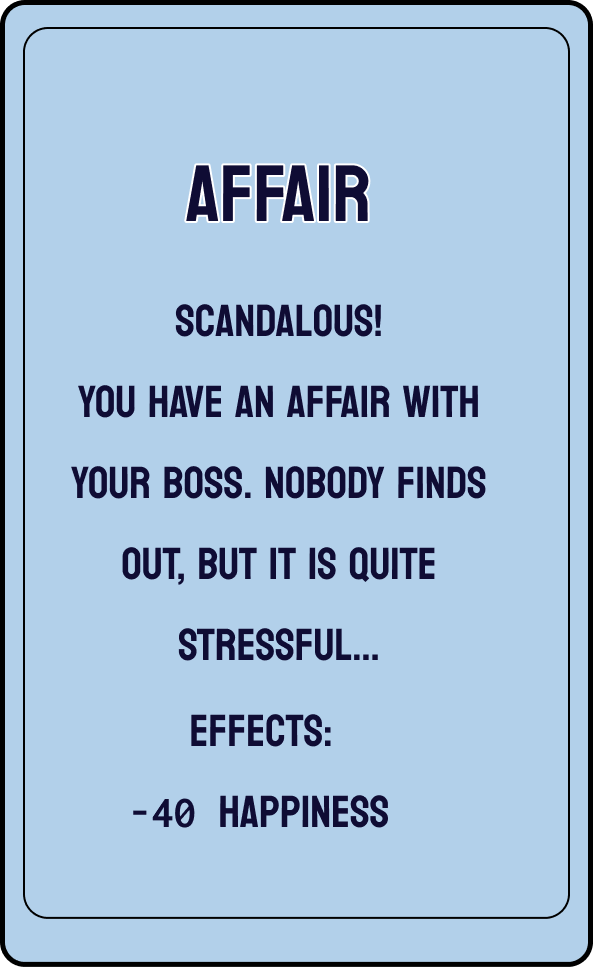 AFFAIR
SCANDALOUS!
YOU HAVE AN AFFAIR WITH
YOUR BOSS. NOBODY FINDS
OUT, BUT IT IS QUITE
STRESSFUL...
EFFECTS:
-40 HAPPINESS